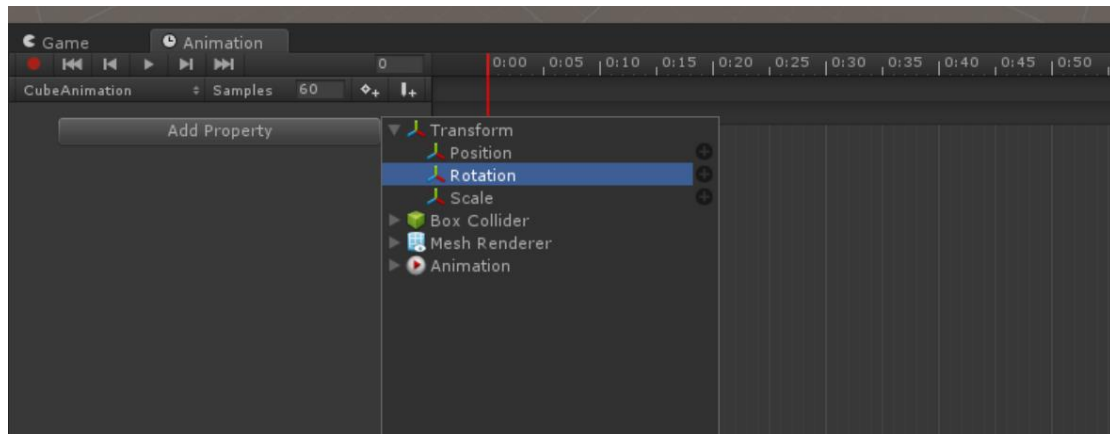 Game Animation
0 0:00 0:05 0:10 0:15 0:20 0:25 0:30 0:35 0:40 0:45 0:50
CubeAnimation Samples 60
Add Property
Transform
Position
Rotation
Scale
Box Collider
Mesh Renderer
Animation